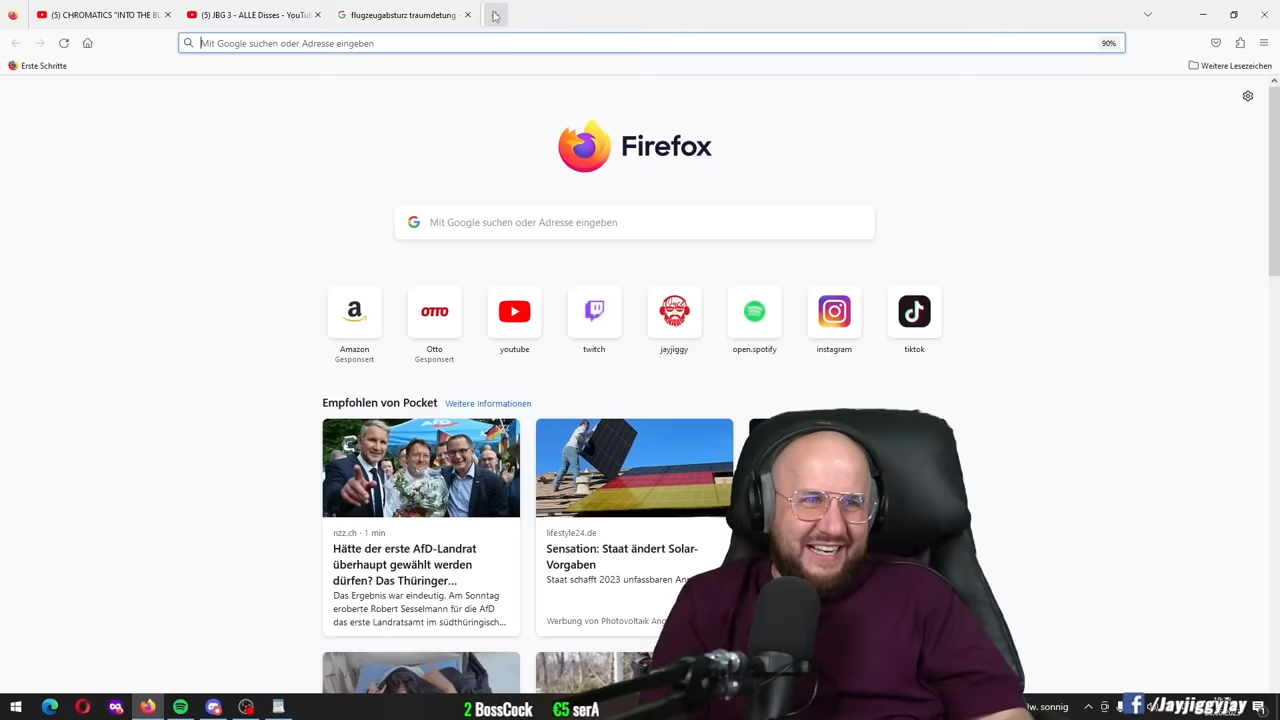 (5) CHROMATICS "INTO THE BL
(5) JBG 3 - ALLE Disses - YouTub
flugzeugabsturz traumdetung -
Mit Google suchen oder Adresse eingeben
90%
Erste Schritte
Weitere Lesezeichen
Firefox
Mit Google suchen oder Adresse eingeben
a
OTTO
Amazon
Gesponsert
Otto
Gesponsert
youtube
twitch
jayjiggy
open.spotify
instagram
tiktok
Empfohlen von Pocket
Weitere Informationen
nzz.ch · 1 min
Hätte der erste AfD-Landrat
überhaupt gewählt werden
dürfen? Das Thüringer...
Das Ergebnis war eindeutig. Am Sonntag
eroberte Robert Sesselmann für die AfD
das erste Landratsamt im südthüringisch...
lifestyle24.de
Sensation: Staat ändert Solar-
Vorgaben
Staat schafft 2023 unfassbaren
Werbung von Photovoltaik
2 BossCock
€5 serA
sonnig
f /Jayjiggyjay